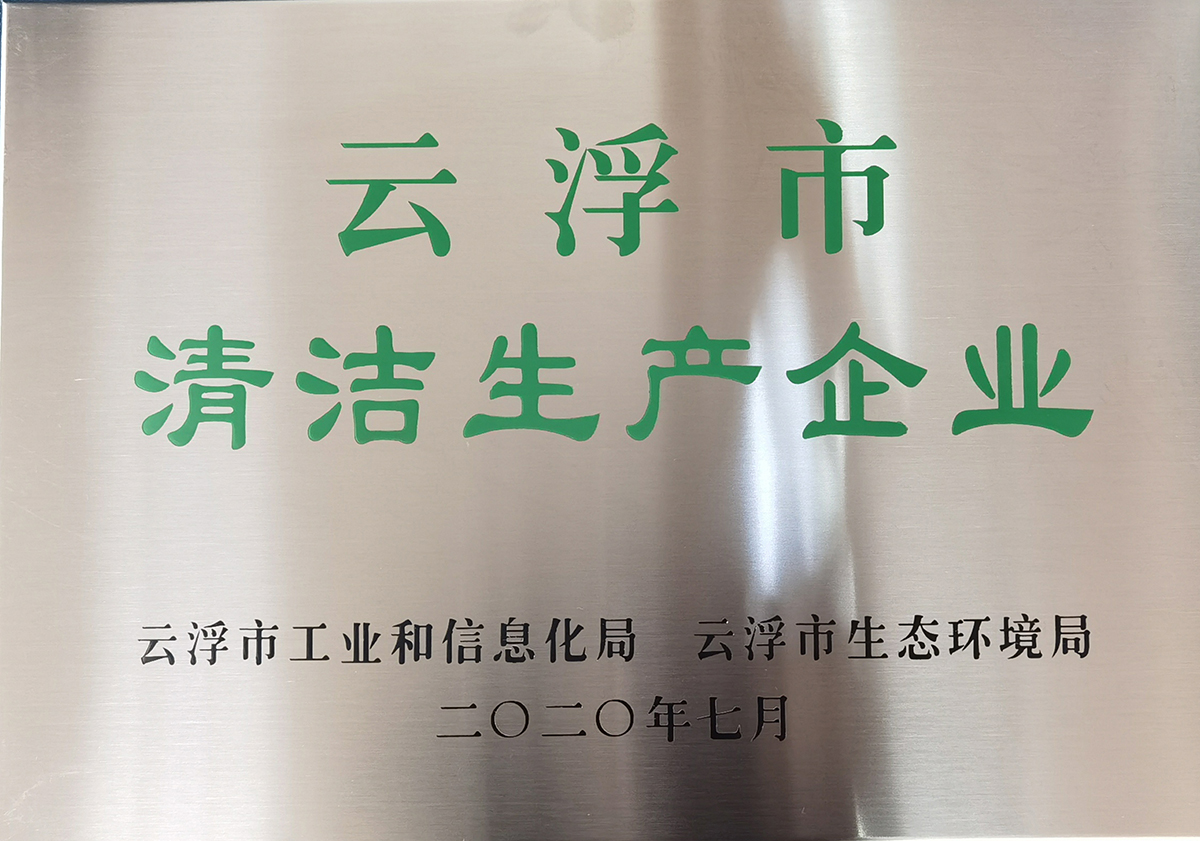 云浮市
清洁生产企业
云浮市工业和信息化局 云浮市生态环境局
二〇二〇年七月